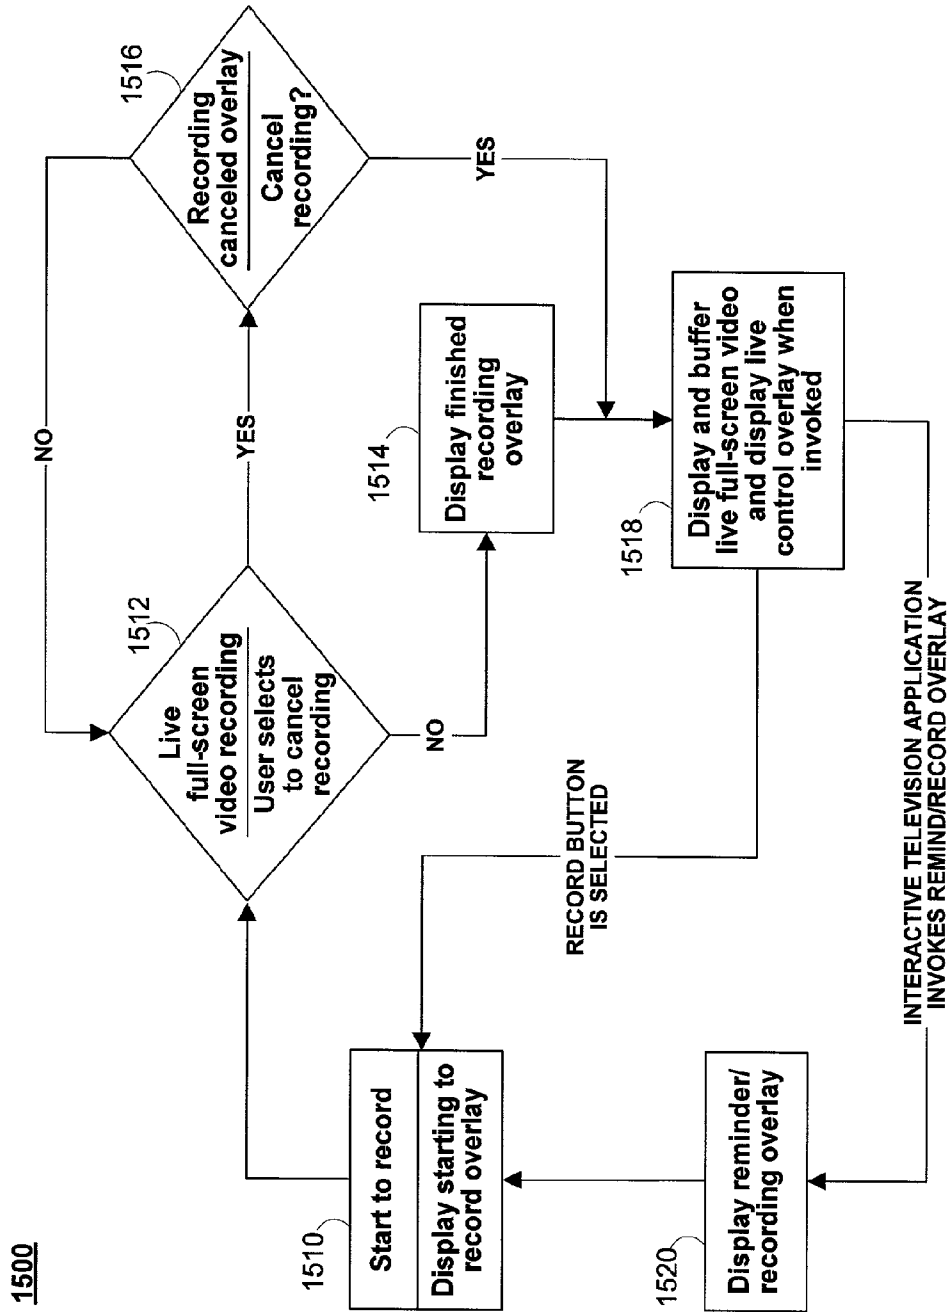 1500
1510
Start to record
Display starting to
record overlay
1512
Live
full-screen
video recording
User selects
to cancel
recording
YES
NO
1516
Recording
canceled overlay
Cancel
recording?
NO
YES
1514
Display finished
recording
overlay
1518
Display and buffer
live full-screen video
and display live
control overlay when
invoked
RECORD BUTTON
IS SELECTED
1520
Display reminder/
recording overlay
INTERACTIVE TELEVISION APPLICATION
INVOKES REMIND/RECORD OVERLAY